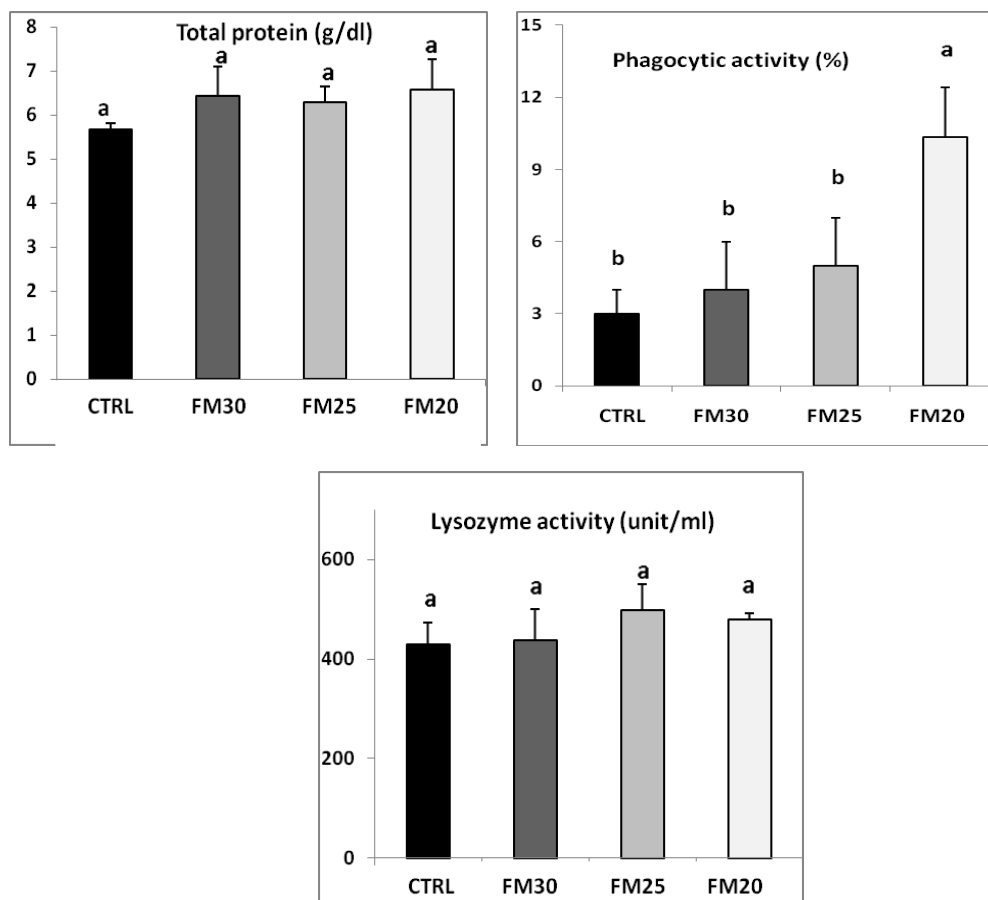 Total protein (g/dl)
8
7
6
5
4
3
2
1
0
a
a
a
a
CTRL FM30 FM25 FM20
Phagocytic activity (%)
15
12
9
6
3
0
b
b
b
a
CTRL FM30 FM25 FM20
Lysozyme activity (unit/ml)
600
400
200
0
a
a
a
a
CTRL FM30 FM25 FM20